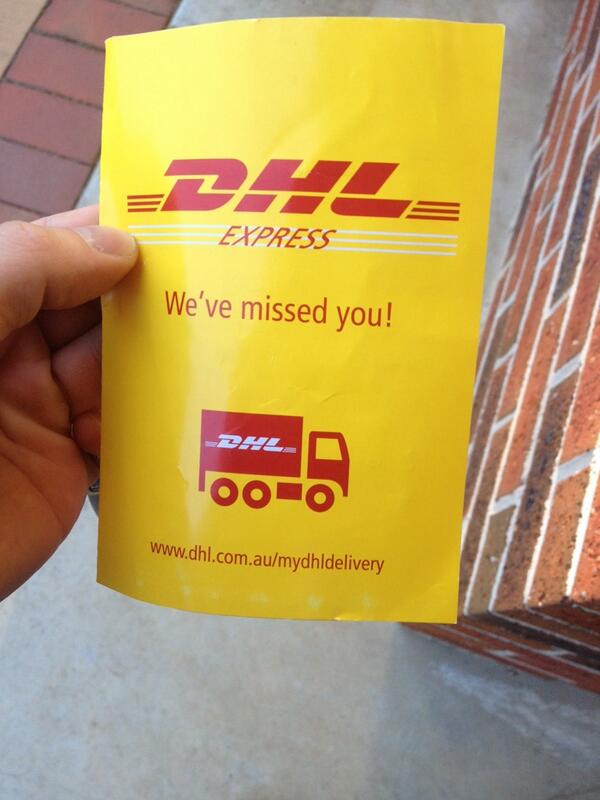 DHL
EXPRESS
We've missed you!
DHL
www.dhl.com.au/mydhldelivery